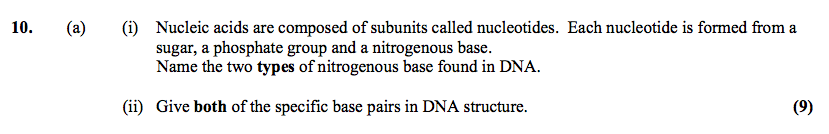 10. (a) (i) Nucleic acids are composed of subunits called nucleotides. Each nucleotide is formed from a
sugar, a phosphate group and a nitrogenous base.
Name the two types of nitrogenous base found in DNA.
(ii) Give both of the specific base pairs in DNA structure. (9)